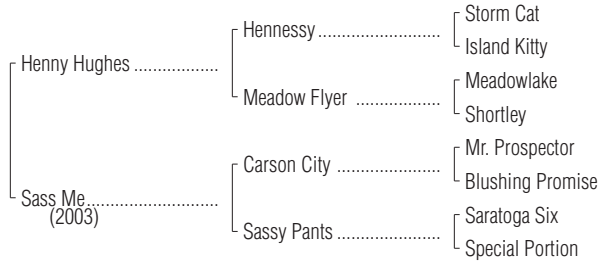 Storm Cat
Hennessy
Island Kitty
Henny Hughes
Meadowlake
Meadow Flyer
Shortley
Mr. Prospector
Carson City
Blushing Promise
Sass Me
(2003)
Saratoga Six
Sassy Pants
Special Portion